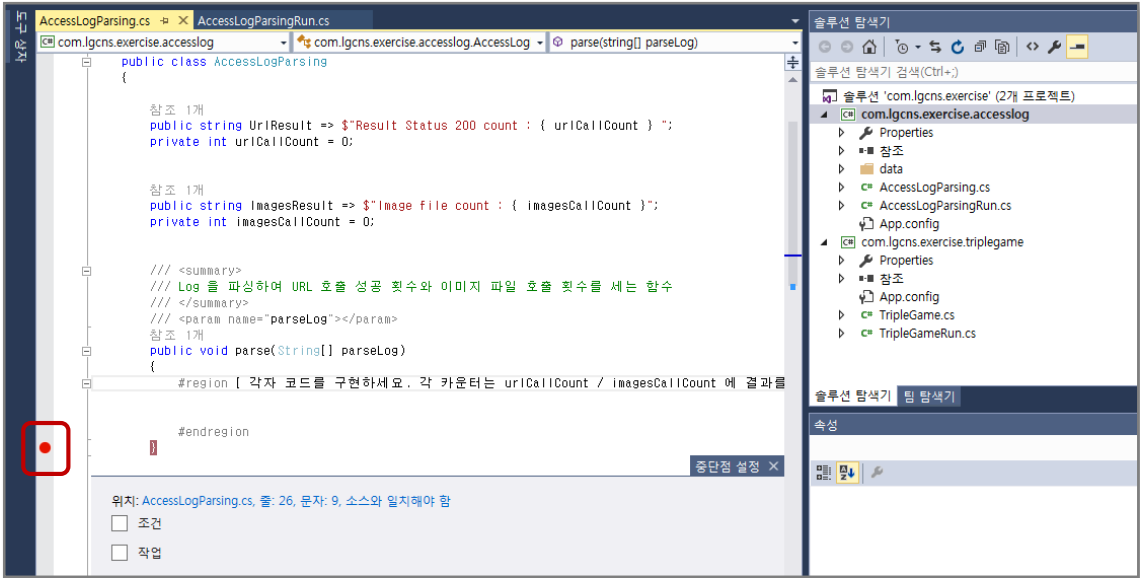 도구 상자
AccessLogParsing.cs
AccessLogParsingRun.cs
com.lgcns.exercise.accesslog
com.lgcns.exercise.accesslog.AccessLog
parse(string[] parseLog)
public class AccessLogParsing
{
참조 1개
public string UrlResult => $"Result Status 200 count : { urlCallCount } ";
private int urlCallCount = 0;
참조 1개
public string ImagesResult => $"Image file count : { imagesCallCount }";
private int imagesCallCount = 0;
/// <summary>
/// Log 을 파싱하여 URL 호출 성공 횟수와 이미지 파일 호출 횟수를 세는 함수
/// </summary>
/// <param name="parseLog"></param>
참조 1개
public void parse(String[] parseLog)
{
#region [ 각자 코드를 구현하세요. 각 카운터는 urlCallCount / imagesCallCount 에 결과를
#endregion
}
중단점 설정
위치: AccessLogParsing.cs, 줄: 26, 문자: 9, 소스와 일치해야 함
조건
작업
솔루션 탐색기
솔루션 탐색기 검색(Ctrl+;)
솔루션 'com.lgcns.exercise' (2개 프로젝트)
C# com.lgcns.exercise.accesslog
Properties
참조
data
C# AccessLogParsing.cs
C# AccessLogParsingRun.cs
App.config
C# com.lgcns.exercise.triplegame
Properties
참조
App.config
C# TripleGame.cs
C# TripleGameRun.cs
솔루션 탐색기
팀 탐색기
속성